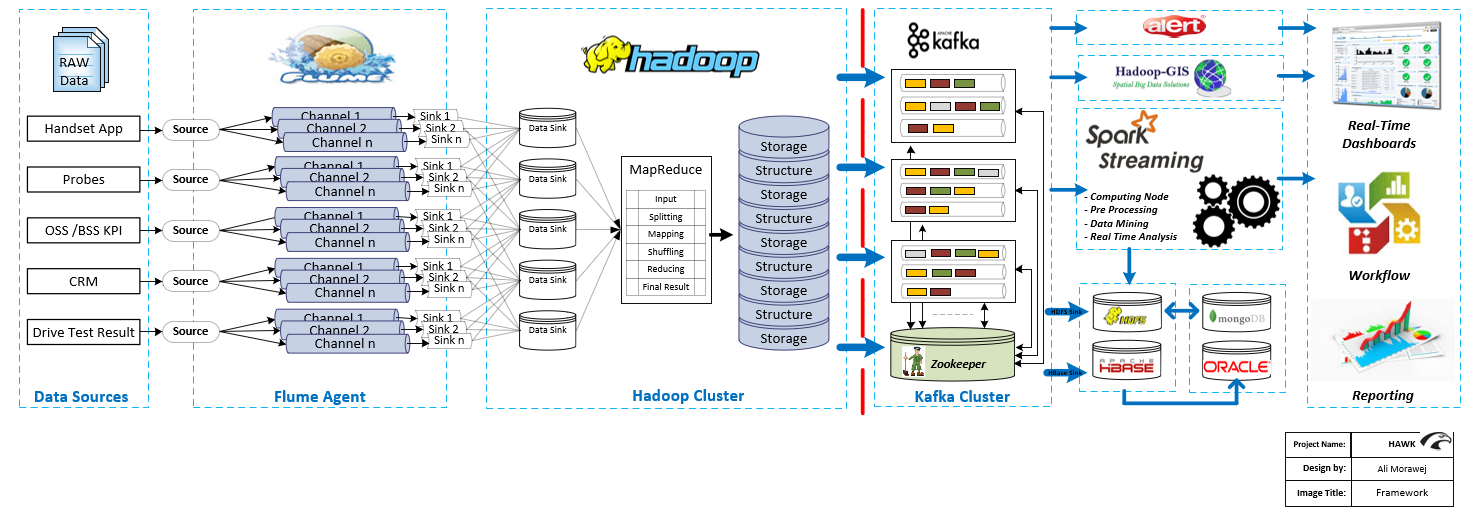 RAW
Data
Handset App
Probes
OSS /BSS KPI
CRM
Drive Test Result
Data Sources
flume
Source
Channel 1
Channel 2
Channel n
Sink 1
Sink 2
Sink n
Source
Channel 1
Channel 2
Channel n
Sink 1
Sink 2
Sink n
Source
Channel 1
Channel 2
Channel n
Sink 1
Sink 2
Sink n
Source
Channel 1
Channel 2
Channel n
Sink 1
Sink 2
Sink n
Source
Channel 1
Channel 2
Channel n
Sink 1
Sink 2
Sink n
Flume Agent
hadoop
Data Sink
Data Sink
Data Sink
Data Sink
Data Sink
MapReduce
Input
Splitting
Mapping
Shuffling
Reducing
Final Result
Storage
Structure
Storage
Structure
Storage
Structure
Storage
Structure
Storage
Hadoop Cluster
APACHE
kafka
Zookeeper
Kafka Cluster
alert
Hadoop-GIS
Spatial Big Data Solutions
Spark
Streaming
- Computing Node
- Pre Processing
- Data Mining
- Real Time Analysis
HDFS Sink
HBase Sink
HDFS
mongoDB
APACHE
HBASE
ORACLE
Real-Time
Dashboards
Workflow
Reporting
Project Name: HAWK
Design by: Ali Morawej
Image Title: Framework